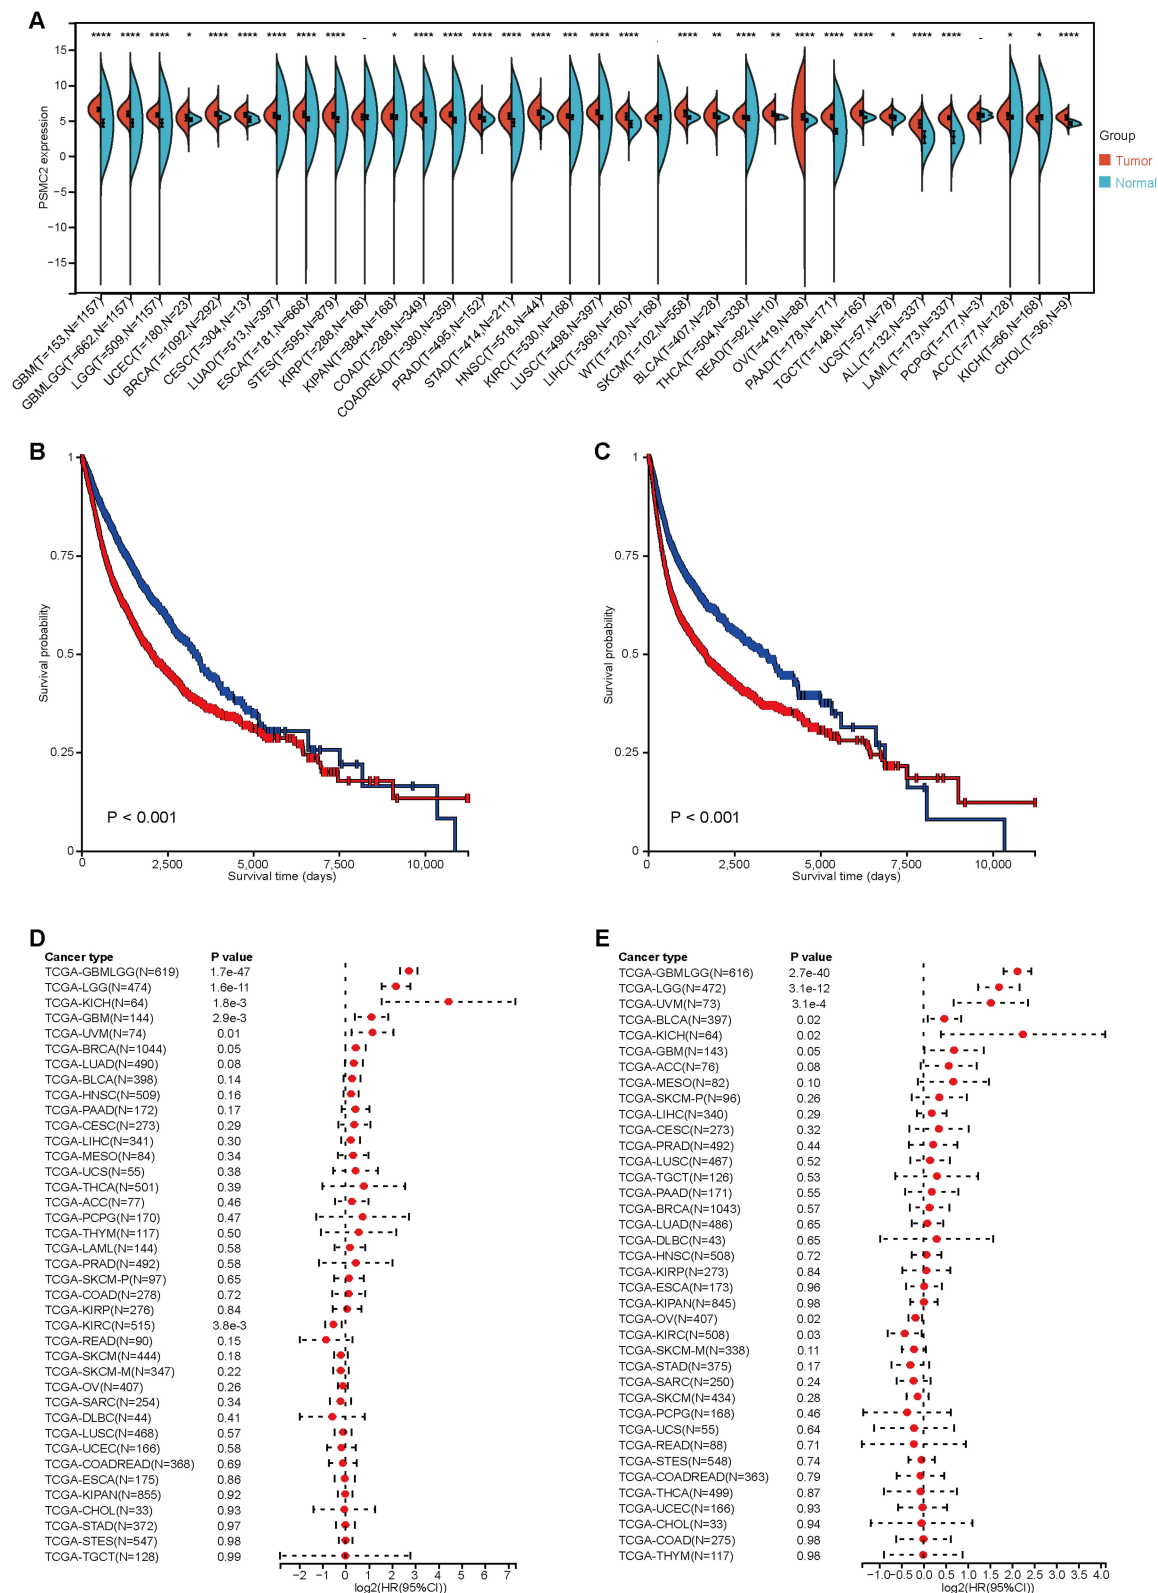 A
**** **** **** * **** **** **** **** **** - * **** **** **** **** **** *** **** **** . **** ** **** ** **** **** **** * **** **** - * * ****
15
10
5
0
−5
−10
−15
PSMC2 expression
Group
Tumor
Normal
GBM(T=153,N=1157)
GBMLGG(T=662,N=1157)
LGG(T=509,N=1157)
UCEC(T=180,N=23)
BRCA(T=1092,N=292)
CESC(T=304,N=13)
LUAD(T=513,N=397)
ESCA(T=181,N=668)
STES(T=595,N=879)
KIRP(T=288,N=168)
KIPAN(T=884,N=168)
COAD(T=288,N=349)
COADREAD(T=380,N=359)
PRAD(T=495,N=152)
STAD(T=414,N=211)
HNSC(T=518,N=44)
KIRC(T=530,N=168)
LUSC(T=498,N=397)
LIHC(T=369,N=160)
WT(T=120,N=168)
SKCM(T=102,N=558)
BLCA(T=407,N=28)
THCA(T=504,N=338)
READ(T=92,N=10)
OV(T=419,N=88)
PAAD(T=178,N=171)
TGCT(T=148,N=165)
UCS(T=57,N=78)
ALL(T=132,N=337)
LAML(T=173,N=337)
PCPG(T=177,N=3)
ACC(T=77,N=128)
KICH(T=66,N=168)
CHOL(T=36,N=9)
B
1
0.75
0.5
0.25
0
Survival probability
P < 0.001
0 2,500 5,000 7,500 10,000
Survival time (days)
C
1
0.75
0.5
0.25
0
Survival probability
P < 0.001
0 2,500 5,000 7,500 10,000
Survival time (days)
D
Cancer type P value
TCGA-GBMLGG(N=619) 1.7e-47
TCGA-LGG(N=474) 1.6e-11
TCGA-KICH(N=64) 1.8e-3
TCGA-GBM(N=144) 2.9e-3
TCGA-UVM(N=74) 0.01
TCGA-BRCA(N=1044) 0.05
TCGA-LUAD(N=490) 0.08
TCGA-BLCA(N=398) 0.14
TCGA-HNSC(N=509) 0.16
TCGA-PAAD(N=172) 0.17
TCGA-CESC(N=273) 0.29
TCGA-LIHC(N=341) 0.30
TCGA-MESO(N=84) 0.34
TCGA-UCS(N=55) 0.38
TCGA-THCA(N=501) 0.39
TCGA-ACC(N=77) 0.46
TCGA-PCPG(N=170) 0.47
TCGA-THYM(N=117) 0.50
TCGA-LAML(N=144) 0.58
TCGA-PRAD(N=492) 0.58
TCGA-SKCM-P(N=97) 0.65
TCGA-COAD(N=278) 0.72
TCGA-KIRP(N=276) 0.84
TCGA-KIRC(N=515) 3.8e-3
TCGA-READ(N=90) 0.15
TCGA-SKCM(N=444) 0.18
TCGA-SKCM-M(N=347) 0.22
TCGA-OV(N=407) 0.26
TCGA-SARC(N=254) 0.34
TCGA-DLBC(N=44) 0.41
TCGA-LUSC(N=468) 0.57
TCGA-UCEC(N=166) 0.58
TCGA-COADREAD(N=368) 0.69
TCGA-ESCA(N=175) 0.86
TCGA-KIPAN(N=855) 0.92
TCGA-CHOL(N=33) 0.93
TCGA-STAD(N=372) 0.97
TCGA-STES(N=547) 0.98
TCGA-TGCT(N=128) 0.99
−2 −1 0 1 2 3 4 5 6 7
log2(HR(95%CI))
E
Cancer type P value
TCGA-GBMLGG(N=616) 2.7e-40
TCGA-LGG(N=472) 3.1e-12
TCGA-UVM(N=73) 3.1e-4
TCGA-BLCA(N=397) 0.02
TCGA-KICH(N=64) 0.02
TCGA-GBM(N=143) 0.05
TCGA-ACC(N=76) 0.08
TCGA-MESO(N=82) 0.10
TCGA-SKCM-P(N=96) 0.26
TCGA-LIHC(N=340) 0.29
TCGA-CESC(N=273) 0.32
TCGA-PRAD(N=492) 0.44
TCGA-LUSC(N=467) 0.52
TCGA-TGCT(N=126) 0.53
TCGA-PAAD(N=171) 0.55
TCGA-BRCA(N=1043) 0.57
TCGA-LUAD(N=486) 0.65
TCGA-DLBC(N=43) 0.65
TCGA-HNSC(N=508) 0.72
TCGA-KIRP(N=273) 0.84
TCGA-ESCA(N=173) 0.96
TCGA-KIPAN(N=845) 0.98
TCGA-OV(N=407) 0.02
TCGA-KIRC(N=508) 0.03
TCGA-SKCM-M(N=338) 0.11
TCGA-STAD(N=375) 0.17
TCGA-SARC(N=250) 0.24
TCGA-SKCM(N=434) 0.28
TCGA-PCPG(N=168) 0.46
TCGA-UCS(N=55) 0.64
TCGA-READ(N=88) 0.71
TCGA-STES(N=548) 0.74
TCGA-COADREAD(N=363) 0.79
TCGA-THCA(N=499) 0.87
TCGA-UCEC(N=166) 0.93
TCGA-CHOL(N=33) 0.94
TCGA-COAD(N=275) 0.98
TCGA-THYM(N=117) 0.98
−1.0 −0.5 0.0 0.5 1.0 1.5 2.0 2.5 3.0 3.5 4.0
log2(HR(95%CI))